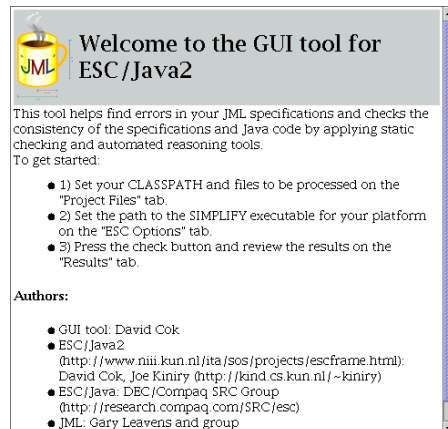 JML
Welcome to the GUI tool for
ESC/Java2
This tool helps find errors in your JML specifications and checks the
consistency of the specifications and Java code by applying static
checking and automated reasoning tools.
To get started:
1) Set your CLASSPATH and files to be processed on the
"Project Files" tab.
2) Set the path to the SIMPLIFY executable for your platform
on the "ESC Options" tab.
3) Press the check button and review the results on the
"Results" tab.
Authors:
GUI tool: David Cok
ESC/Java2
(http://www.niii.kun.nl/ita/sos/projects/escframe.html):
David Cok, Joe Kiniry (http://kind.cs.kun.nl/~kiniry)
ESC/Java: DEC/Compaq SRC Group
(http://research.compaq.com/SRC/esc)
JML: Gary Leavens and group